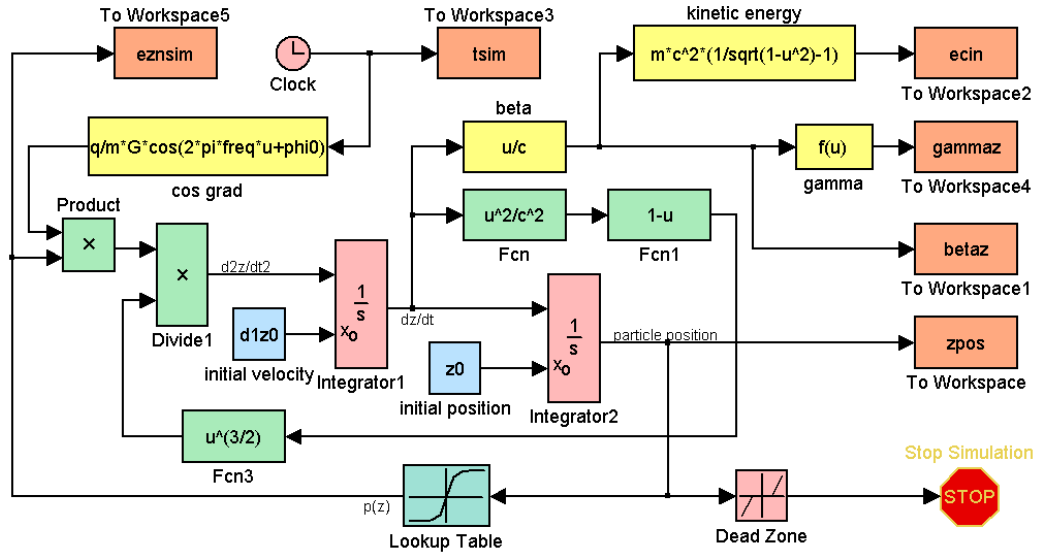 To Workspace5
eznsim
Clock
To Workspace3
tsim
kinetic energy
m*c^2*(1/sqrt(1-u^2)-1)
ecin
To Workspace2
q/m*G*cos(2*pi*freq*u+phi0)
cos grad
beta
u/c
f(u)
gamma
gammaz
To Workspace4
Product
×
u^2/c^2
Fcn
1-u
Fcn1
betaz
To Workspace1
×
Divide1
d2z/dt2
d1z0
initial velocity
1
s
xo
Integrator1
dz/dt
z0
initial position
1
s
xo
Integrator2
particle position
zpos
To Workspace
u^(3/2)
Fcn3
p(z)
Lookup Table
Dead Zone
Stop Simulation
STOP